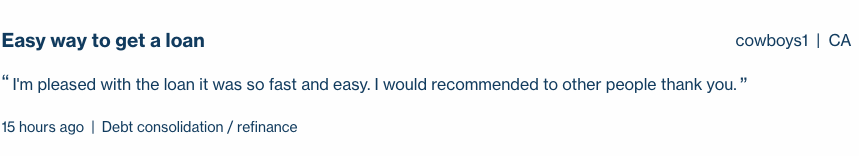 Easy way to get a loan cowboys1 | CA
“ I'm pleased with the loan it was so fast and easy. I would recommended to other people thank you. ”
15 hours ago | Debt consolidation / refinance